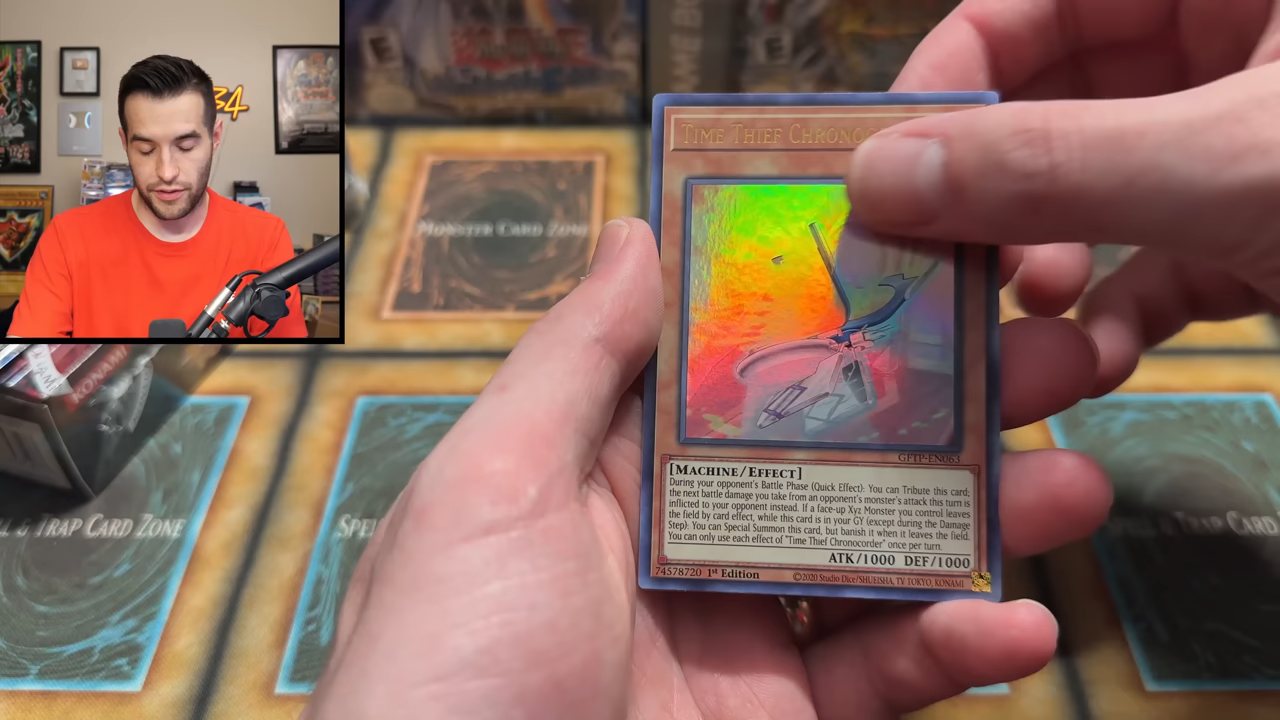 34
Monster Card Zone
Time Thief Chronoc
GFTP-EN063
[Machine/Effect]
During your opponent's Battle Phase (Quick Effect): You can Tribute this card;
the next battle damage you take from an opponent's monster's attack this turn is
inflicted to your opponent instead. If a face-up Xyz Monster you control leaves
the field by card effect, while this card is in your GY (except during the Damage
Step): You can Special Summon this card, but banish it when it leaves the field.
You can only use each effect of "Time Thief Chronocorder" once per turn.
ATK/1000 DEF/1000
74578720 1st Edition ©2020 Studio Dice/SHUEISHA, TV TOKYO, KONAMI
KONAMI
& Trap Card Zone
Spe
& Trap Card